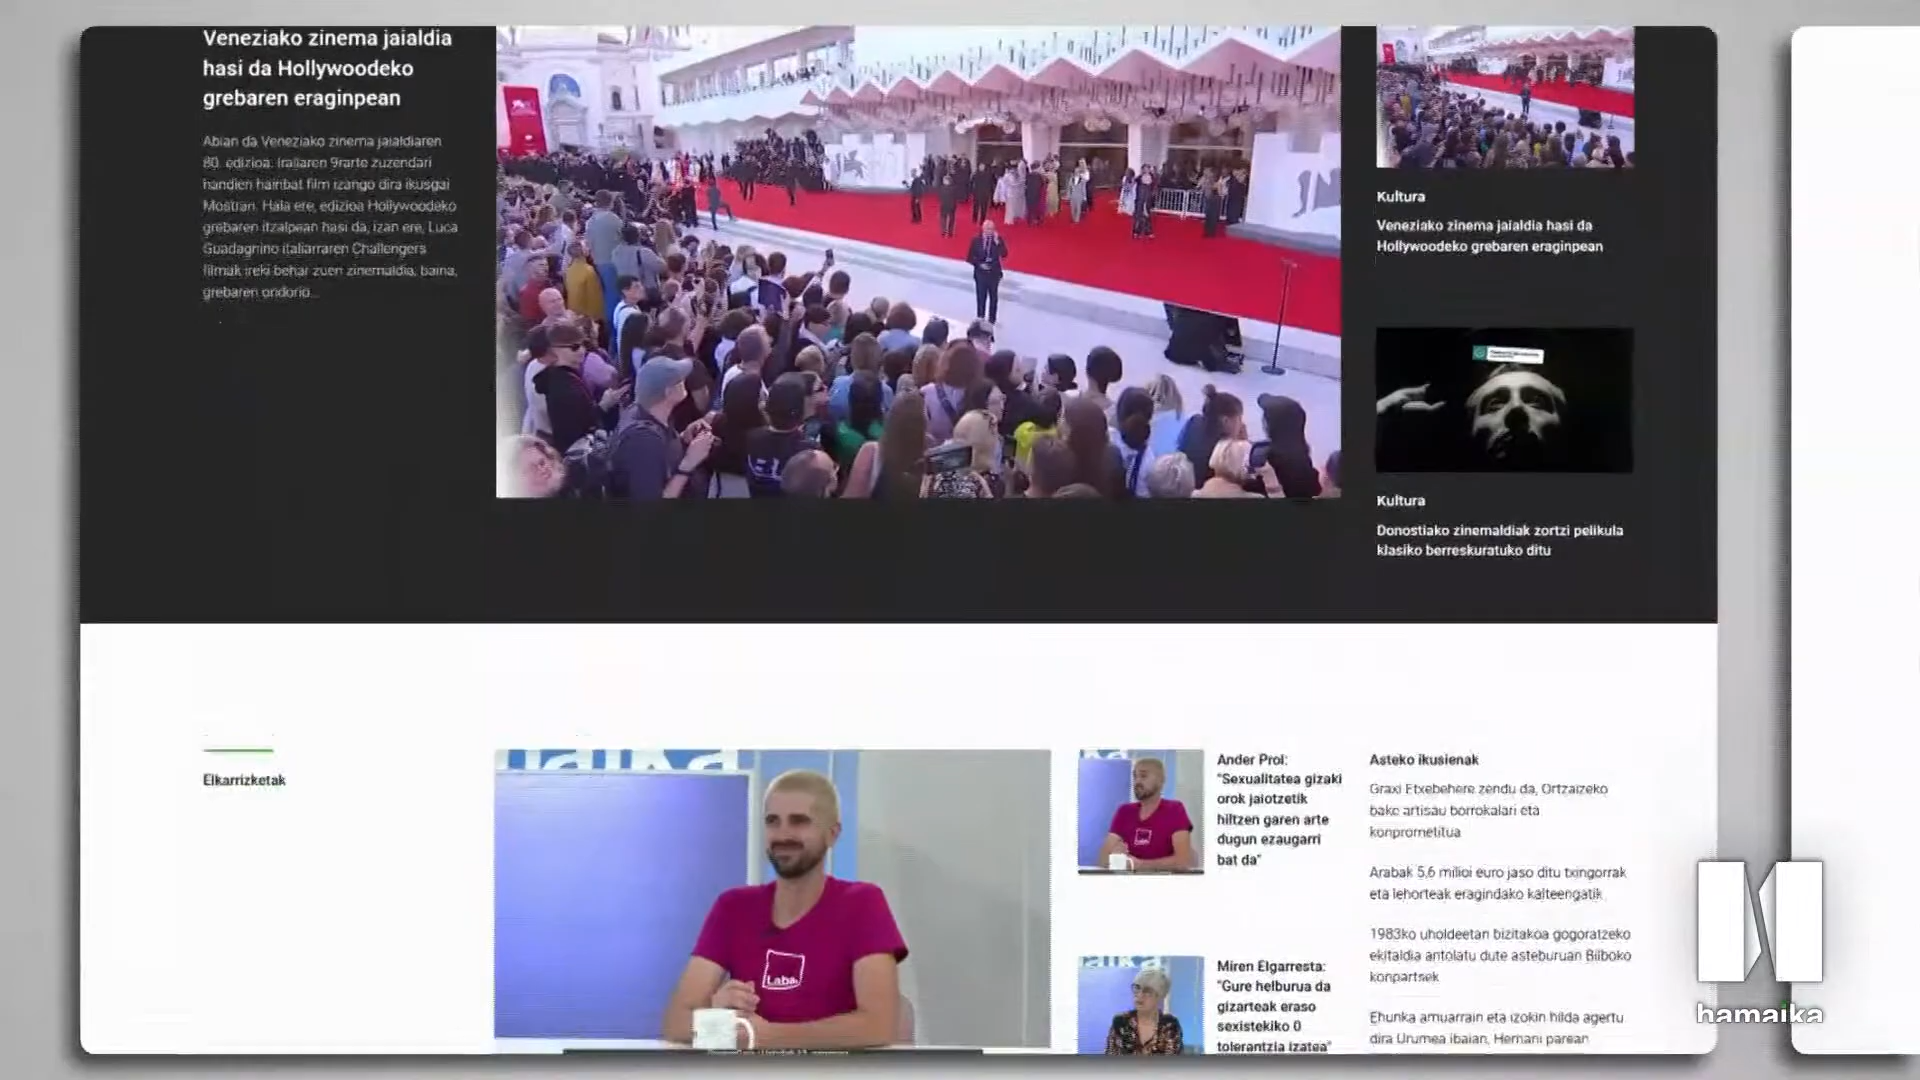 Veneziako zinema jaialdia
hasi da Hollywoodeko
grebaren eraginpean
Abian da Veneziako zinema jaialdiaren
80. edizioa. Irailaren 9rarte zuzendari
handien hainbat film izango dira ikusgai
Mostran. Hala ere, edizioa Hollywoodeko
grebaren itzalpean hasi da, izan ere, Luca
Guadagnino italiarraren Challengers
filmak ireki behar zuen zinemaldia, baina,
grebaren ondorio...
Kultura
Veneziako zinema jaialdia hasi da
Hollywoodeko grebaren eraginpean
Kultura
Donostiako zinemaldiak zortzi pelikula
klasiko berreskuratuko ditu
Elkarrizketak
Laba
Ander Prol:
"Sexualitatea gizaki
orok jaiotzetik
hiltzen garen arte
dugun ezaugarri
bat da"
Miren Elgarresta:
"Gure helburua da
gizarteak eraso
sexistekiko 0
tolerantzia izatea"
Asteko ikusienak
Graxi Etxebehere zendu da, Ortzaizeko
bake artisau borrokalari eta
konprometitua
Arabak 5,6 milioi euro jaso ditu txingorrak
eta lehorteak eragindako kalteengatik
1983ko uholdeetan bizitakoa gogoratzeko
ekitaldia antolatu dute asteburuan Bilboko
konpartsek
Ehunka amuarrain eta izokin hilda agertu
dira Urumea ibaian, Hernani parean
hamaika